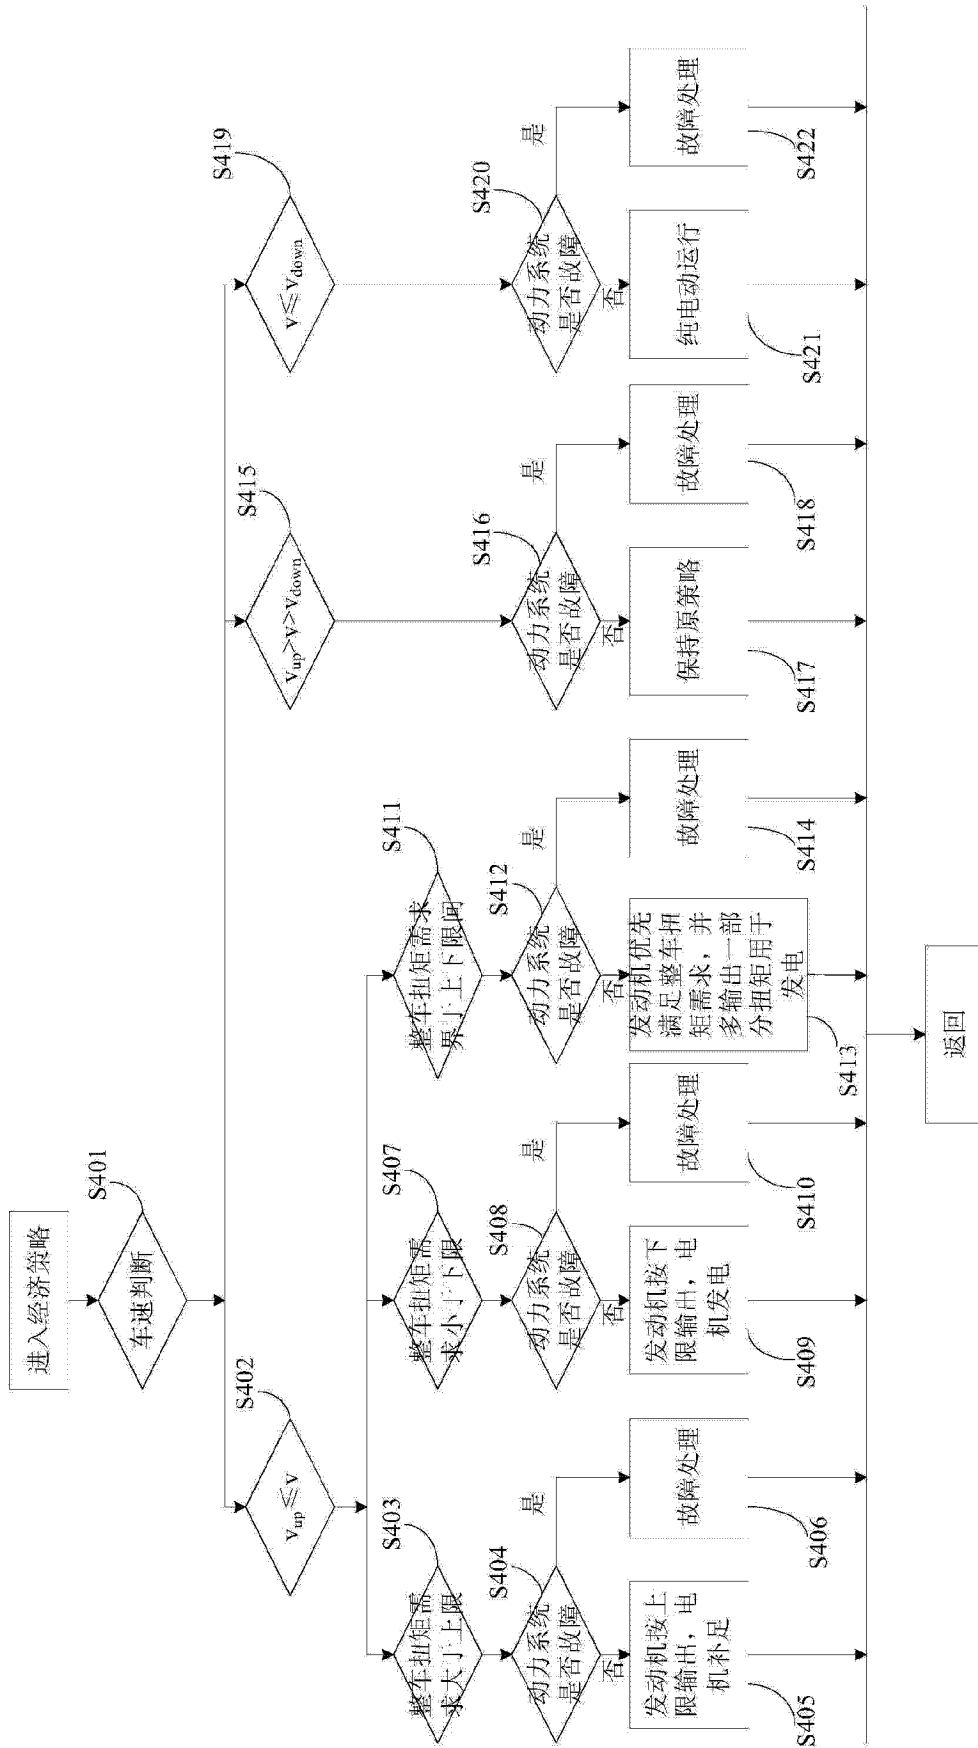 进入经济策略
车速判断
S401
V_up≤V
S402
V_up>V>V_down
S415
V≤V_down
S419
整车扭矩需
求大于上限
S403
整车扭矩需
求小于下限
S407
整车扭矩需求
界于上下限间
S411
动力系统
是否故障
S404
动力系统
是否故障
S408
动力系统
是否故障
S412
动力系统
是否故障
S416
动力系统
是否故障
S420
否
是
否
是
否
是
否
是
否
是
发动机按上
限输出，电
机补足
S405
故障处理
S406
发动机按下
限输出，电
机发电
S409
故障处理
S410
发动机优先
满足整车扭
矩需求，并
多输出一部
分扭矩用于
发电
S413
故障处理
S414
保持原策略
S417
故障处理
S418
纯电动运行
S421
故障处理
S422
返回